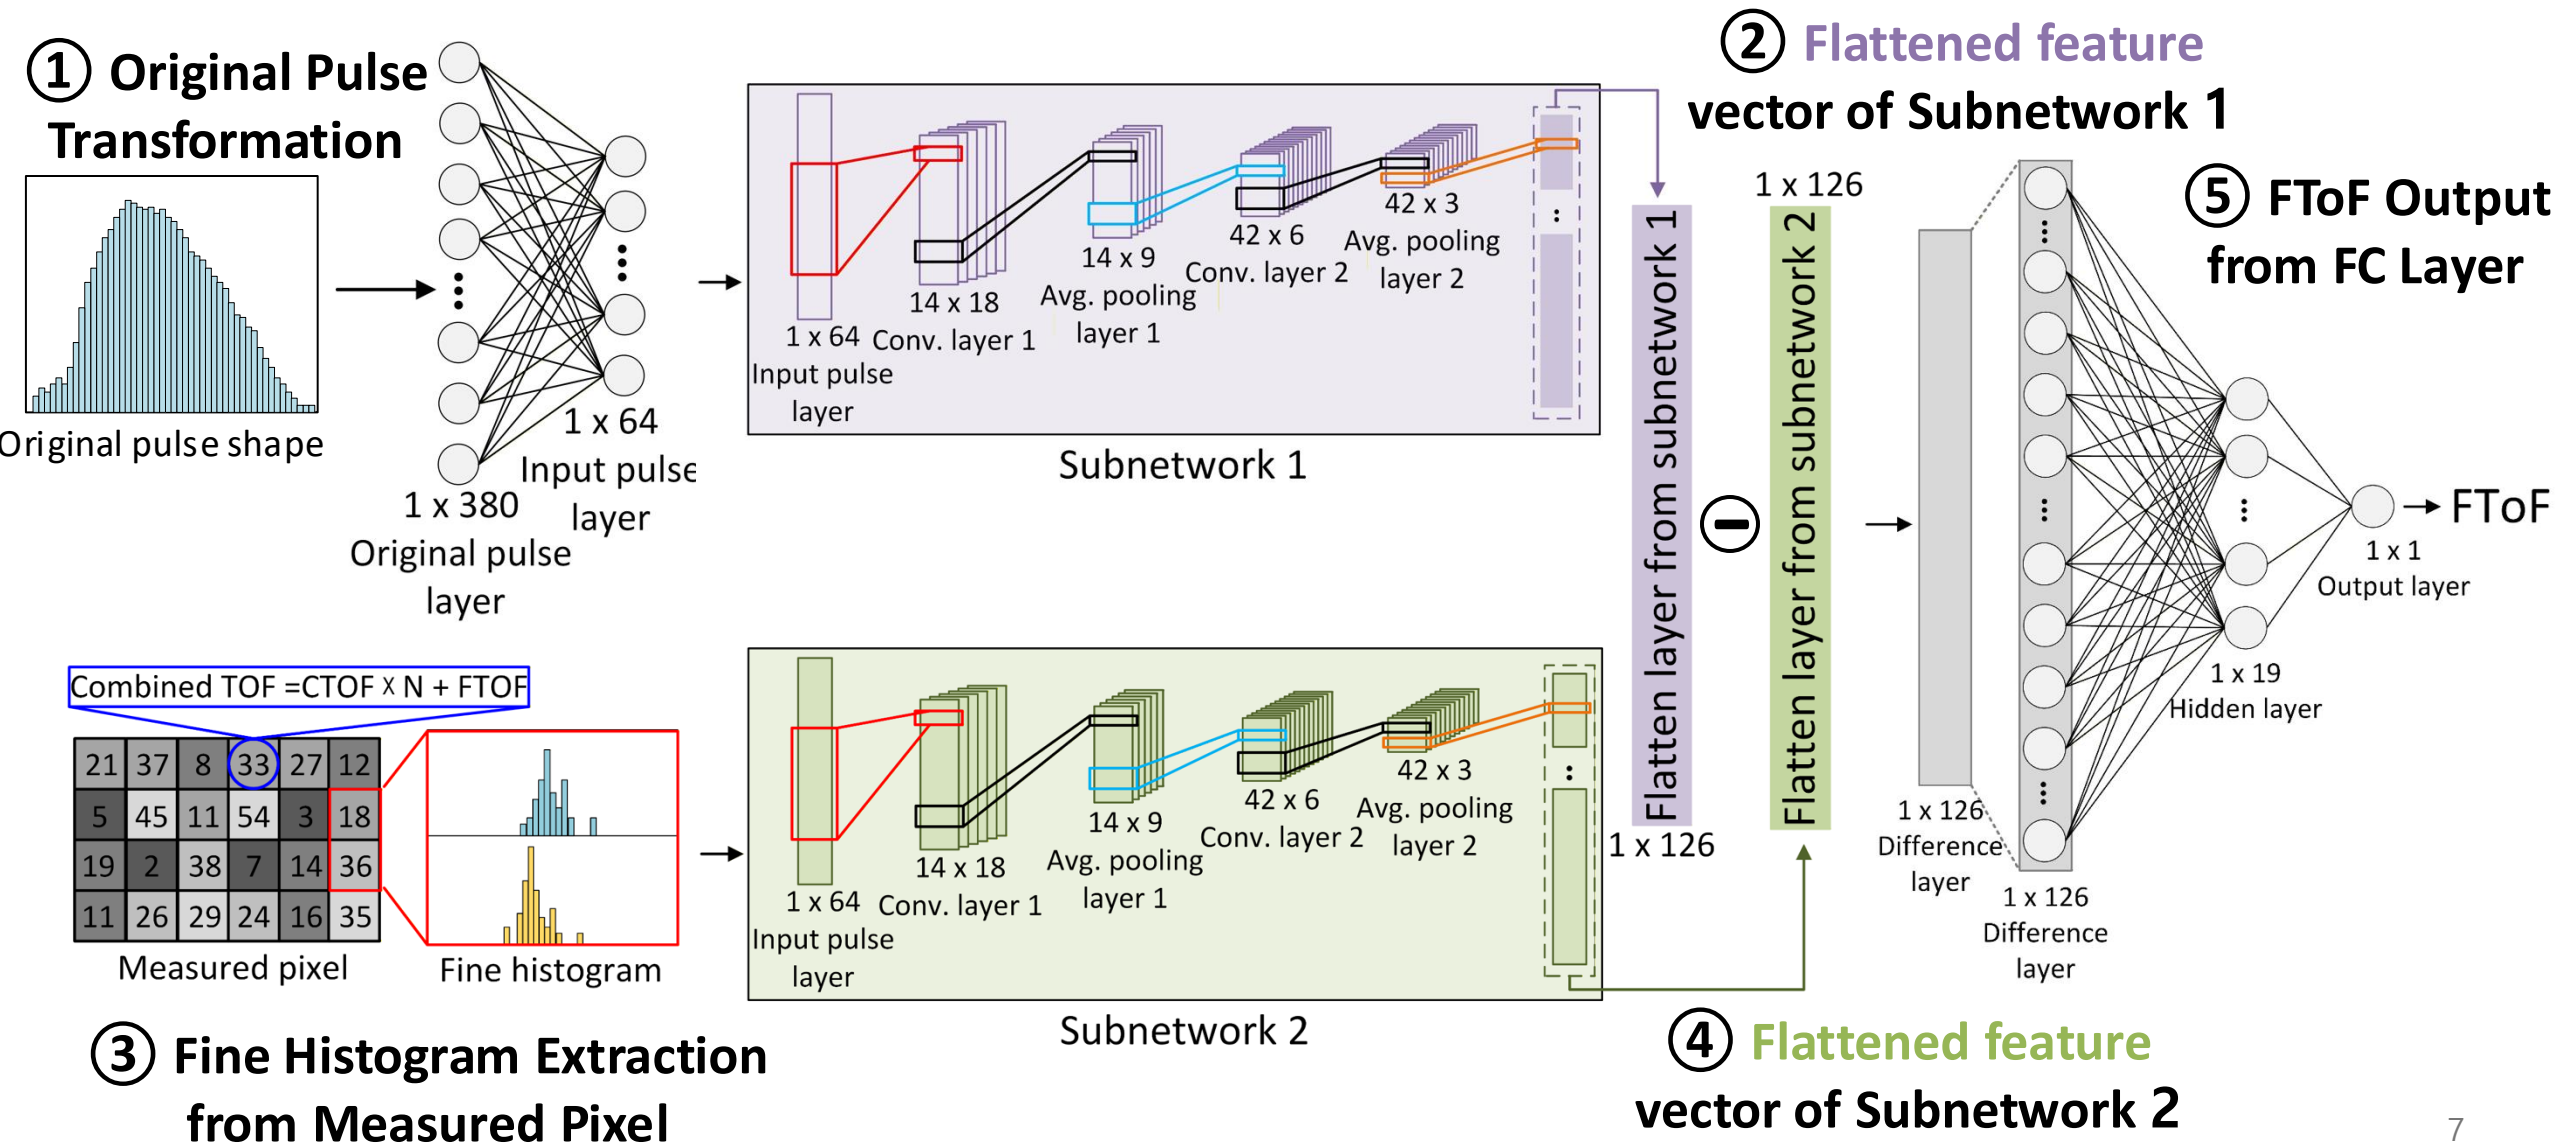 ① Original Pulse
Transformation
Original pulse shape
1 x 380
Original pulse
layer
1 x 64
Input pulse
layer
1 x 64
Input pulse
layer
14 x 18
Conv. layer 1
14 x 9
Avg. pooling
layer 1
42 x 6
Conv. layer 2
42 x 3
Avg. pooling
layer 2
Subnetwork 1
② Flattened feature
vector of Subnetwork 1
Flatten layer from subnetwork 1
1 x 126
1 x 126
Flatten layer from subnetwork 2
⑤ FToF Output
from FC Layer
1 x 126
Difference
layer
1 x 126
Difference
layer
1 x 19
Hidden layer
1 x 1
Output layer
FToF
Combined TOF =CTOF X N + FTOF
21 37 8 33 27 12
5 45 11 54 3 18
19 2 38 7 14 36
11 26 29 24 16 35
Measured pixel
Fine histogram
1 x 64
Input pulse
layer
14 x 18
Conv. layer 1
14 x 9
Avg. pooling
layer 1
42 x 6
Conv. layer 2
42 x 3
Avg. pooling
layer 2
Subnetwork 2
③ Fine Histogram Extraction
from Measured Pixel
④ Flattened feature
vector of Subnetwork 2
7